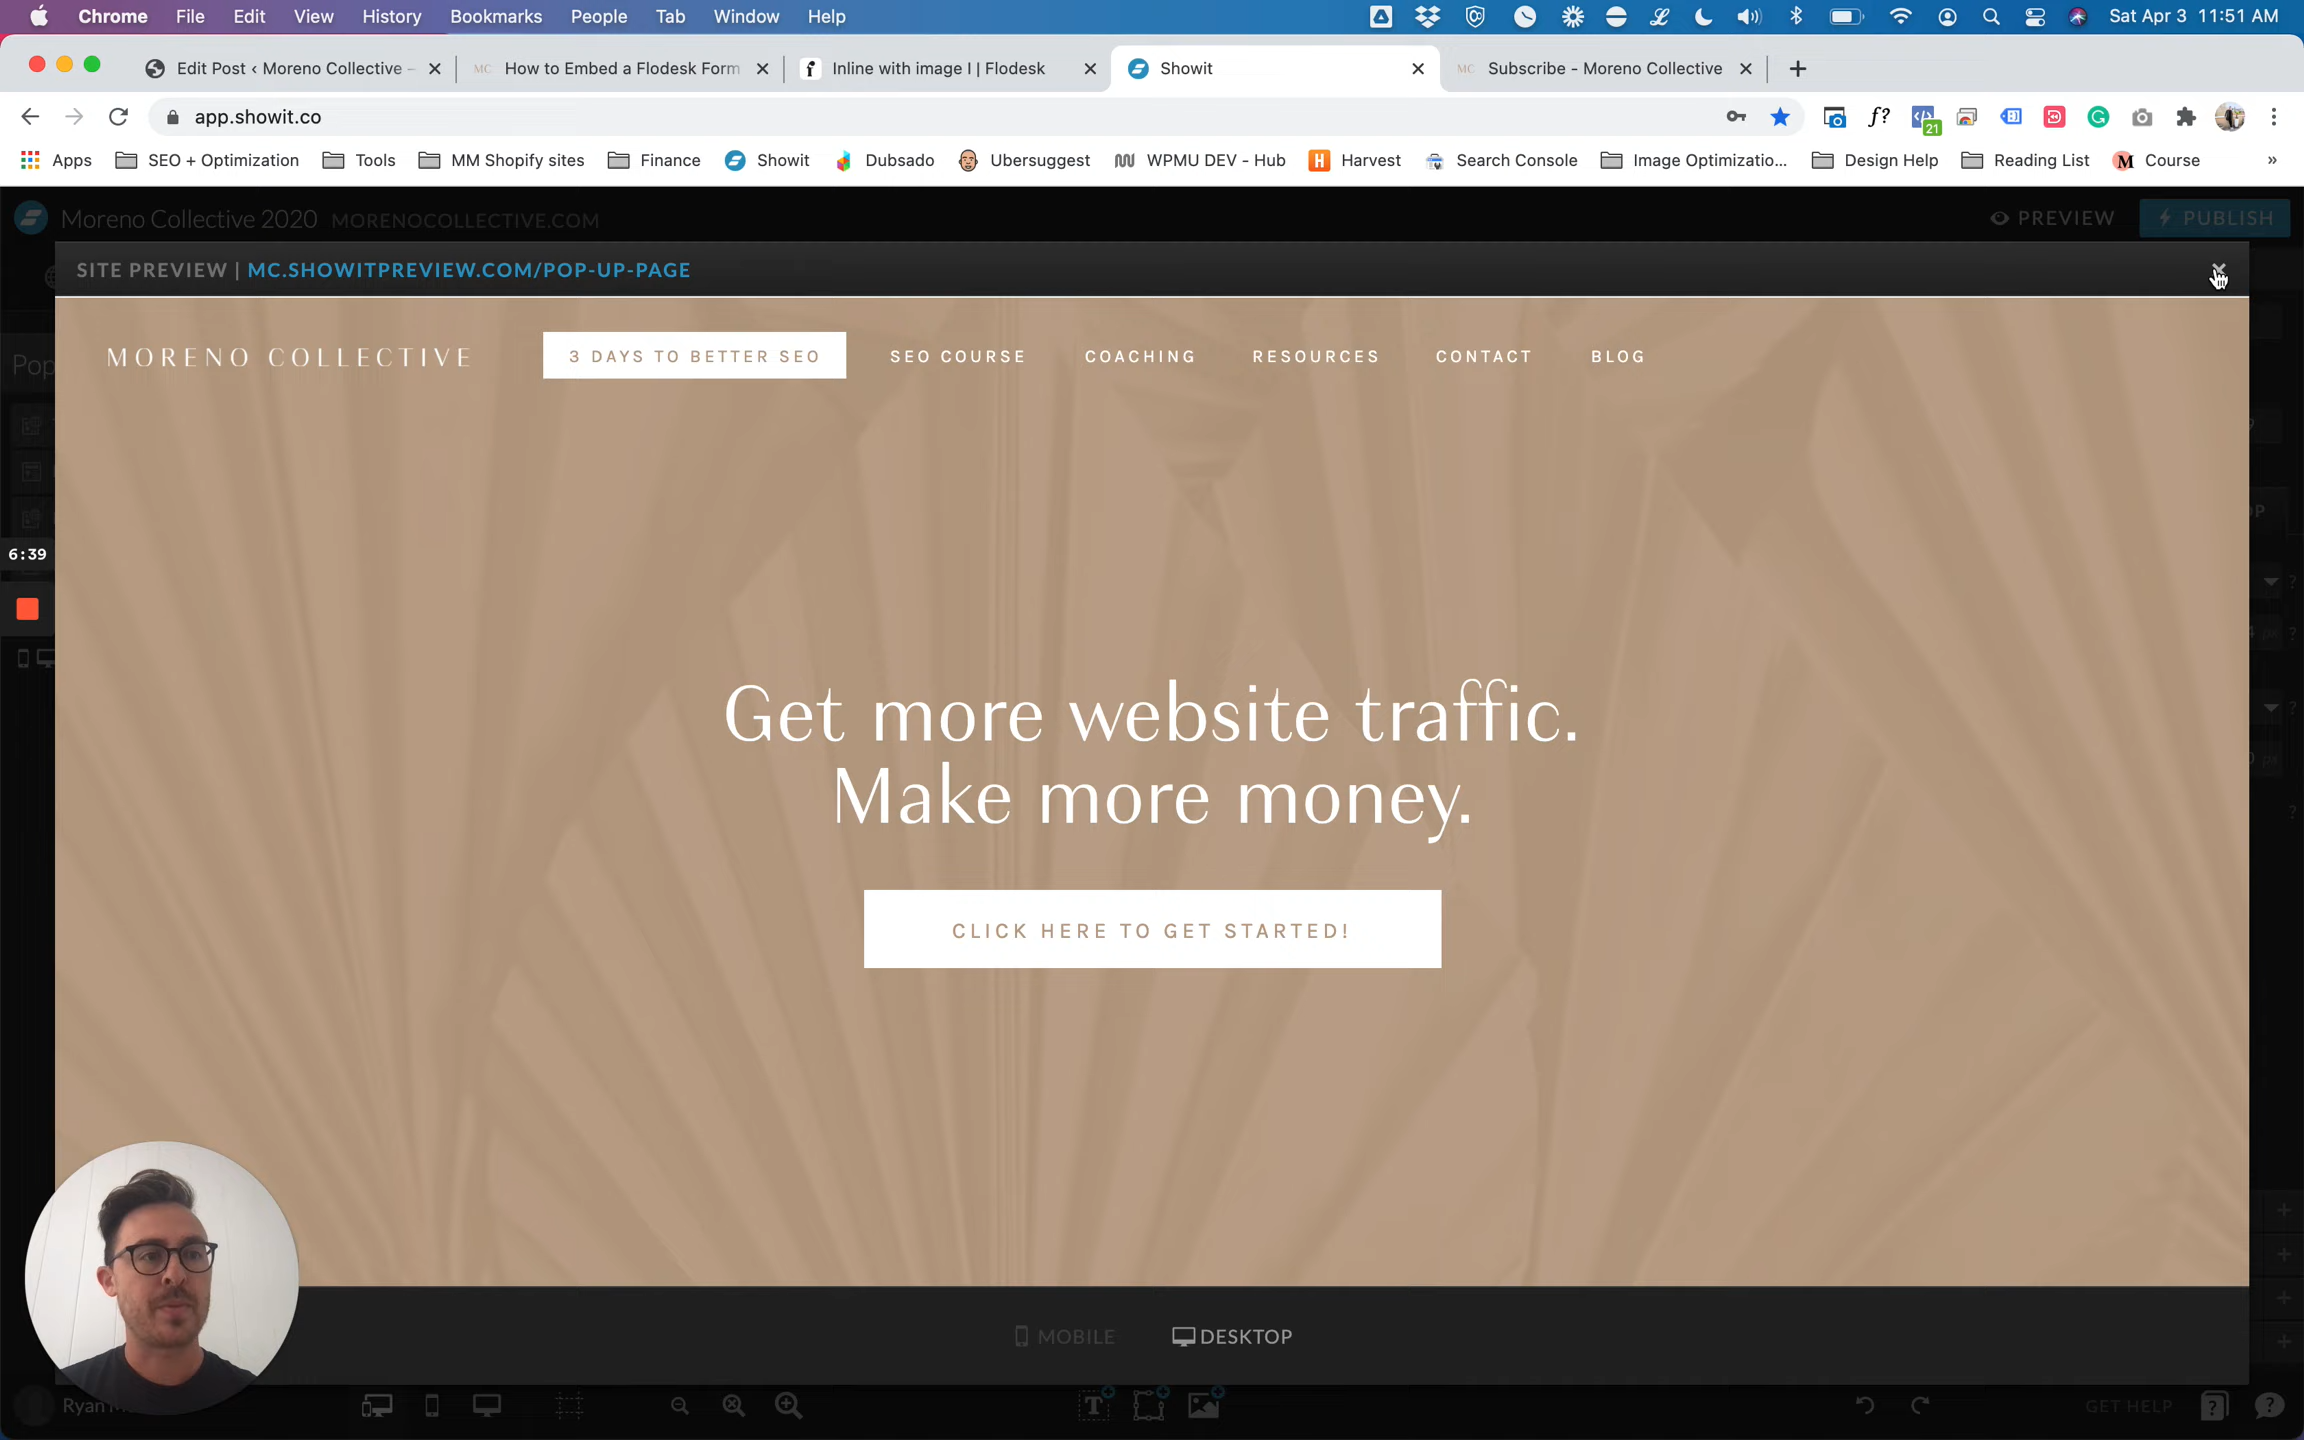 Chrome File Edit View History Bookmarks People Tab Window Help Sat Apr 3 11:51 AM
Edit Post ‹ Moreno Collective – How to Embed a Flodesk Form Inline with image I | Flodesk Showit Subscribe - Moreno Collective
app.showit.co
21
Apps SEO + Optimization Tools MM Shopify sites Finance Showit Dubsado Ubersuggest WPMU DEV - Hub Harvest Search Console Image Optimizatio... Design Help Reading List Course »
Moreno Collective 2020 MORENOCOLLECTIVE.COM PREVIEW PUBLISH
SITE PREVIEW | MC.SHOWITPREVIEW.COM/POP-UP-PAGE
MORENO COLLECTIVE 3 DAYS TO BETTER SEO SEO COURSE COACHING RESOURCES CONTACT BLOG
Pop
6:39
Get more website traffic.
Make more money.
CLICK HERE TO GET STARTED!
MOBILE DESKTOP
Ryan GET HELP